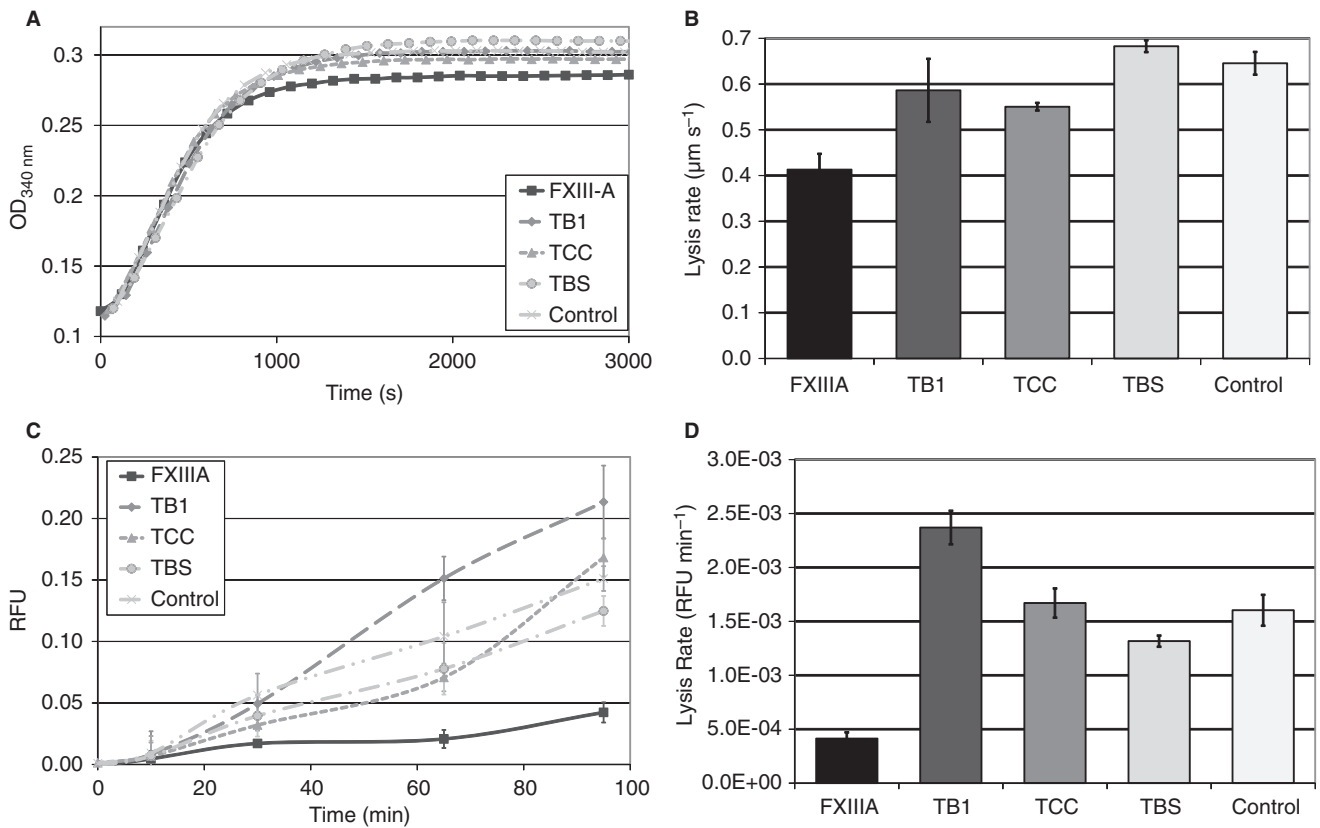 A
0.3
0.25
0.2
0.15
0.1
OD340 nm
0
1000
2000
3000
Time (s)
FXIII-A
TB1
TCC
TBS
Control
B
0.7
0.6
0.5
0.4
0.3
0.2
0.1
0.0
Lysis rate (µm s−1)
FXIIIA
TB1
TCC
TBS
Control
C
0.25
0.20
0.15
0.10
0.05
0.00
RFU
0
20
40
60
80
100
Time (min)
FXIIIA
TB1
TCC
TBS
Control
D
3.0E-03
2.5E-03
2.0E-03
1.5E-03
1.0E-03
5.0E-04
0.0E+00
Lysis Rate (RFU min−1)
FXIIIA
TB1
TCC
TBS
Control